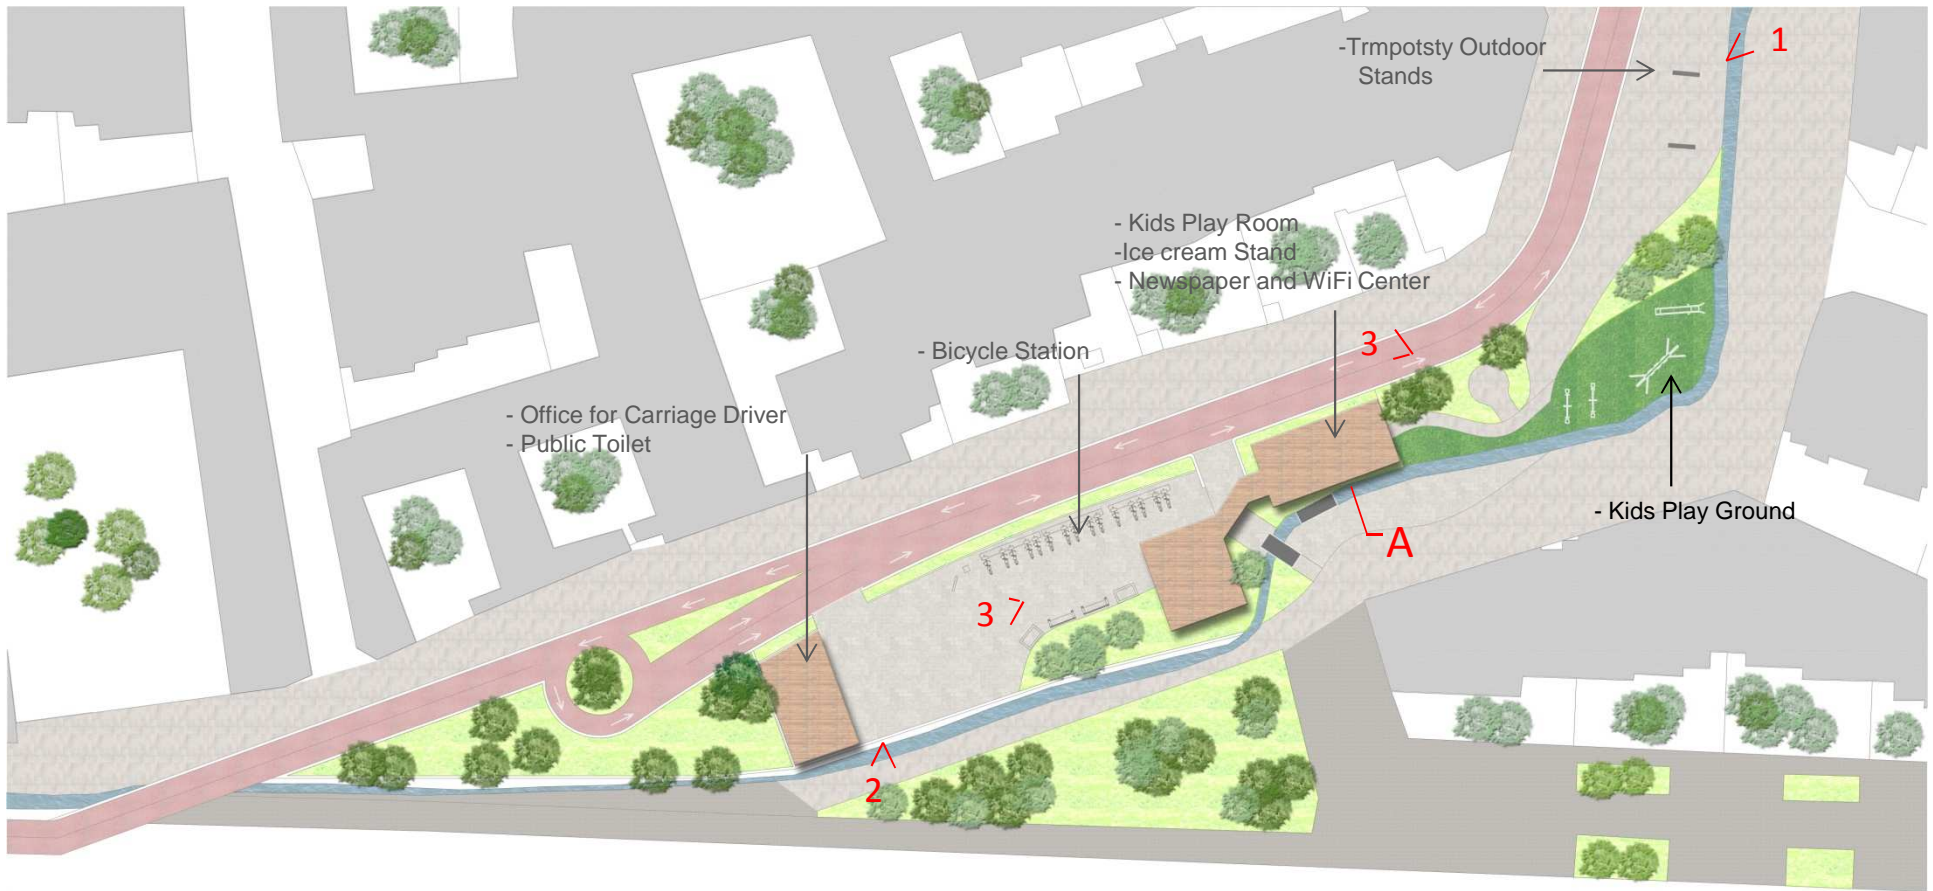 -Trmpotsty Outdoor
Stands
1
- Kids Play Room
-Ice cream Stand
- Newspaper and WiFi Center
3
- Bicycle Station
- Office for Carriage Driver
- Public Toilet
- Kids Play Ground
A
3
2